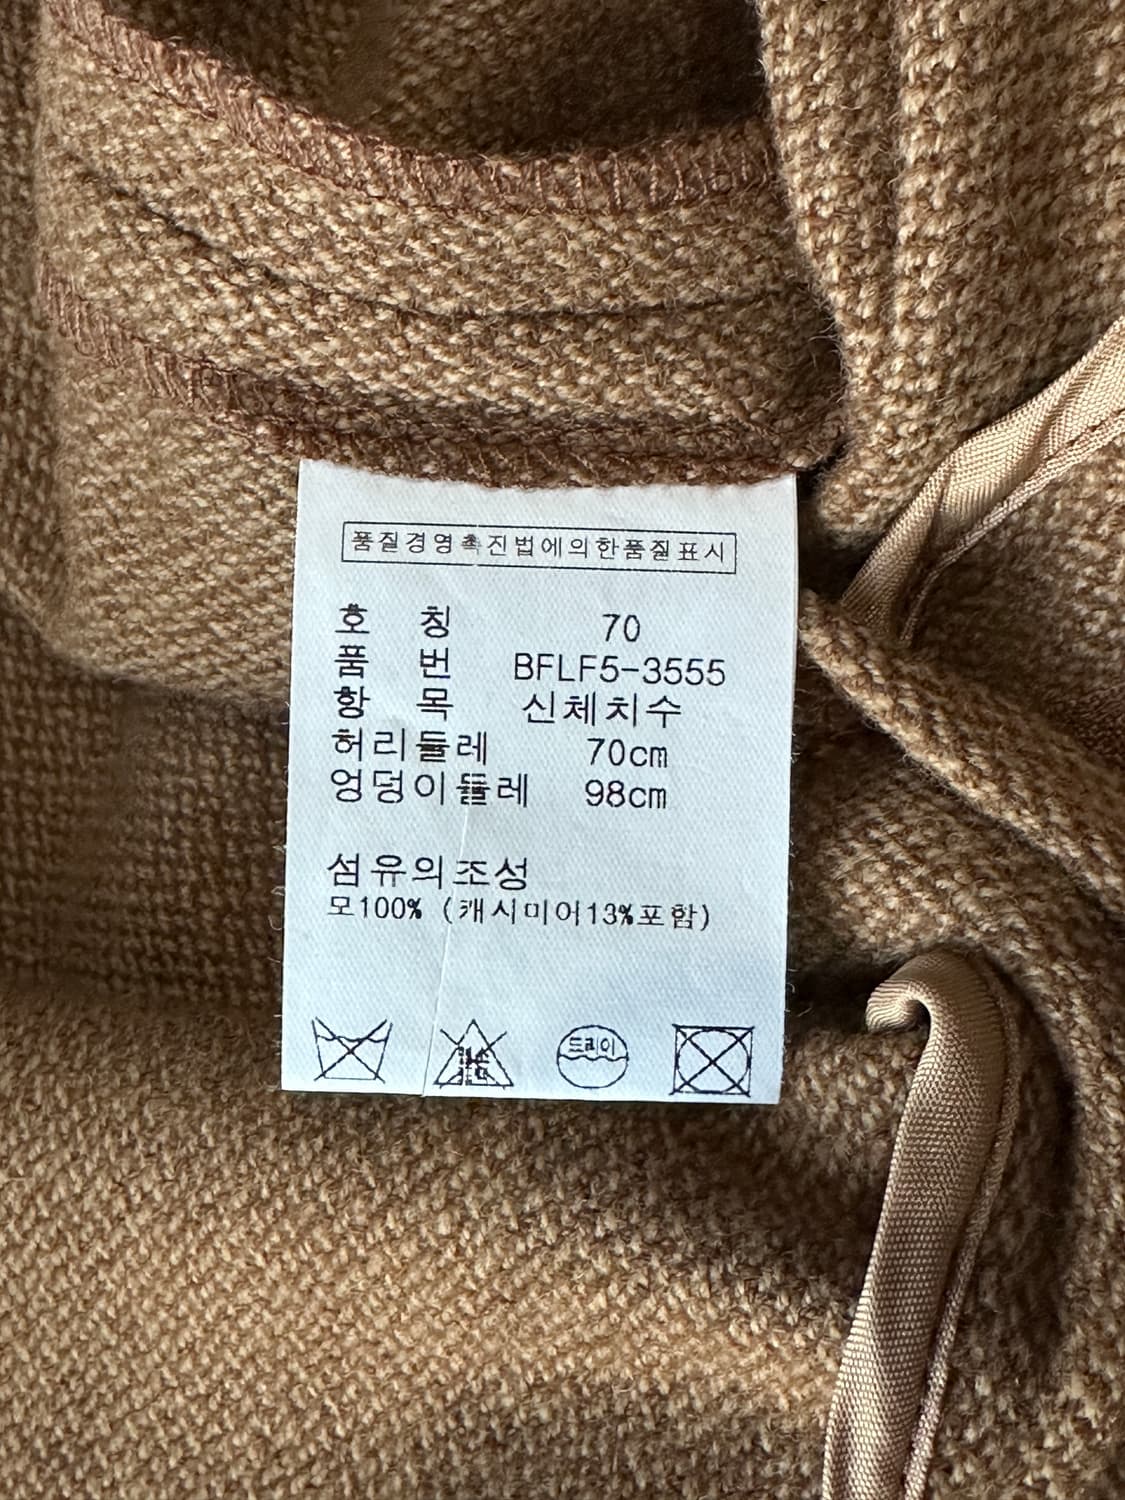 품질경영촉진법에의한품질표시
호 칭 70
품 번 BFLF5-3555
항 목 신체치수
허리둘레 70cm
엉덩이둘레 98cm
섬유의조성
모100% (캐시미어13%포함)
드라이